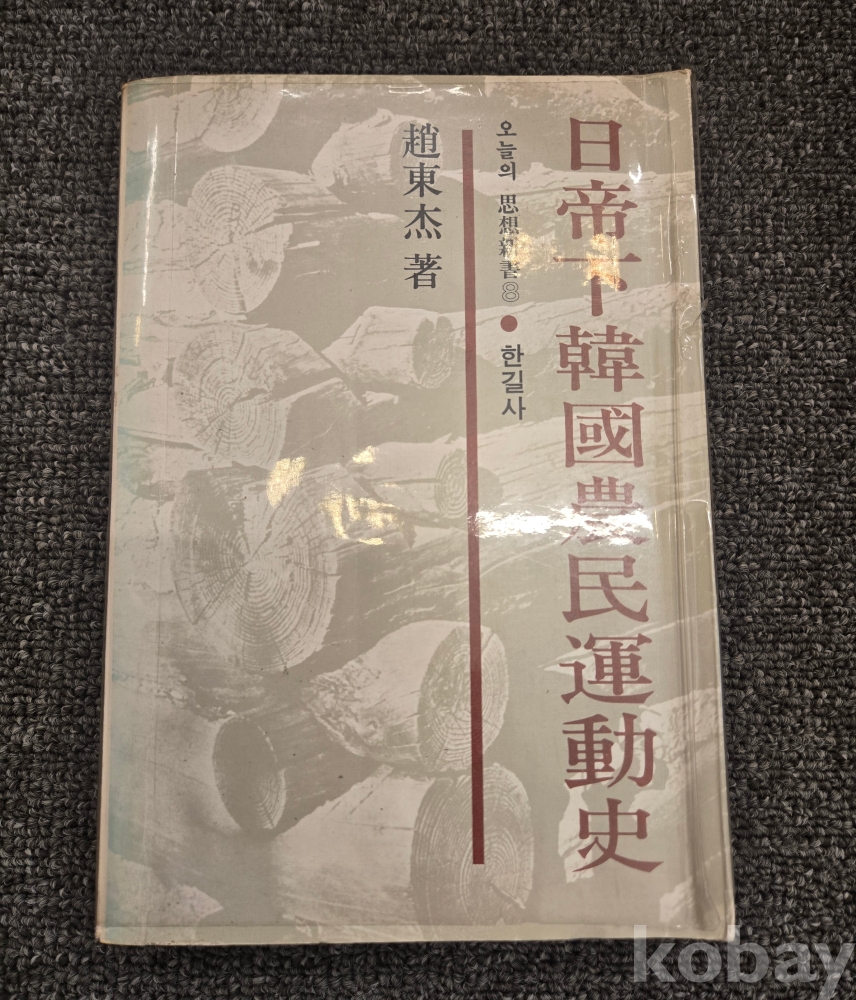 日帝下韓國農民運動史
오늘의 思想新書 8 ● 한길사
趙東杰 著
kobay